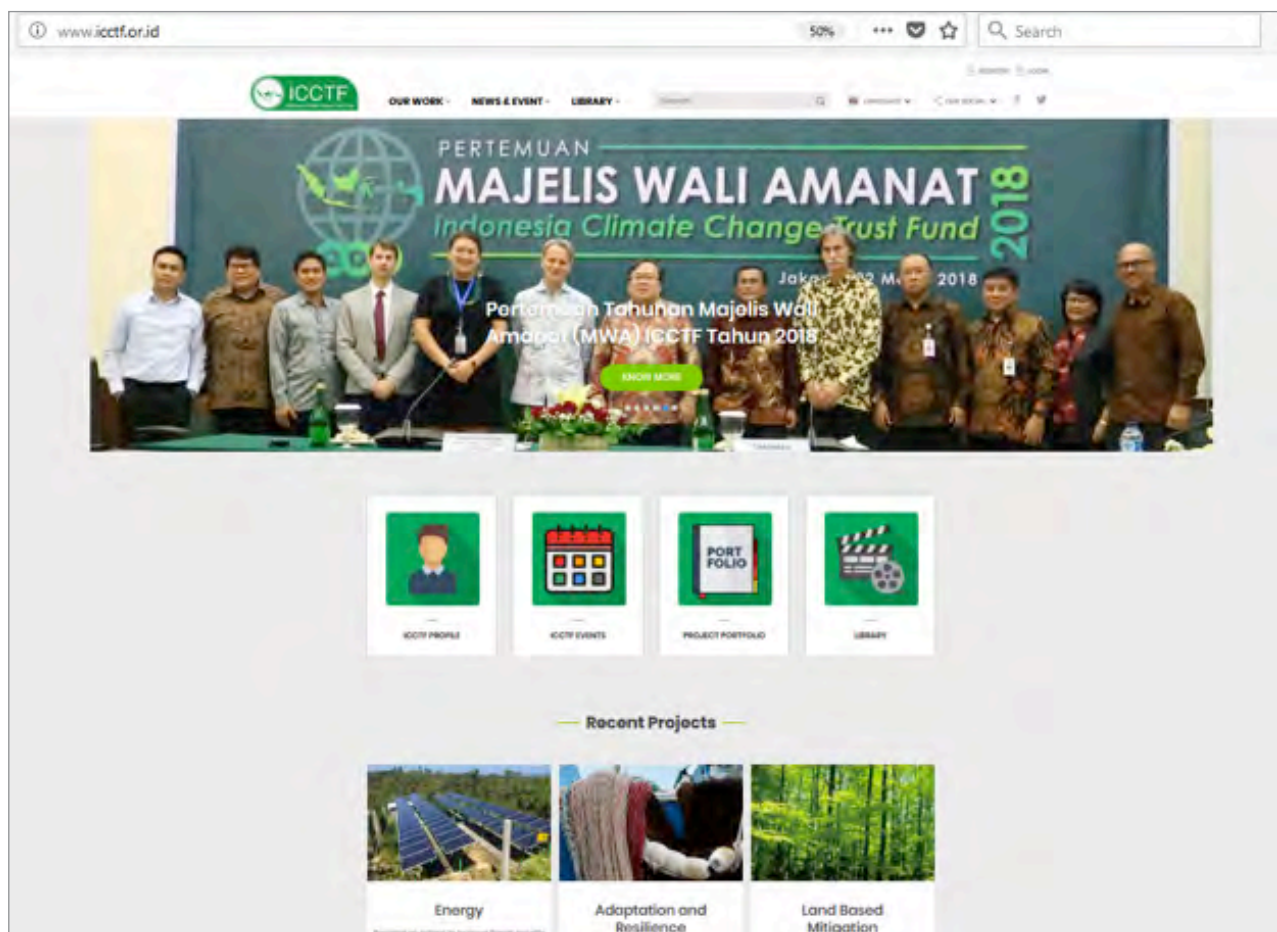 www.icctf.or.id
50%
Search
ICCTF
OUR WORK
NEWS & EVENT
LIBRARY
PERTEMUAN
MAJELIS WALI AMANAT
2018
Indonesia Climate Change Trust Fund
2018
Pertemuan Tahunan Majelis Wali
Amanat (MWA) ICCTF Tahun 2018
KNOW MORE
PORT
FOLIO
ICCTF PROFILE
ICCTF EVENTS
PROJECT PORTFOLIO
LIBRARY
Recent Projects
Energy
Adaptation and
Resilience
Land Based
Mitigation